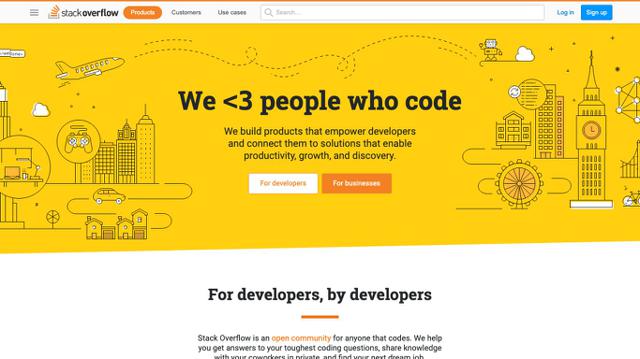 stackoverflow
Products
Customers
Use cases
Search...
Log in
Sign up
We <3 people who code
We build products that empower developers
and connect them to solutions that enable
productivity, growth, and discovery.
For developers
For businesses
For developers, by developers
Stack Overflow is an open community for anyone that codes. We help
you get answers to your toughest coding questions, share knowledge
with your coworkers in private, and find your next dream job.